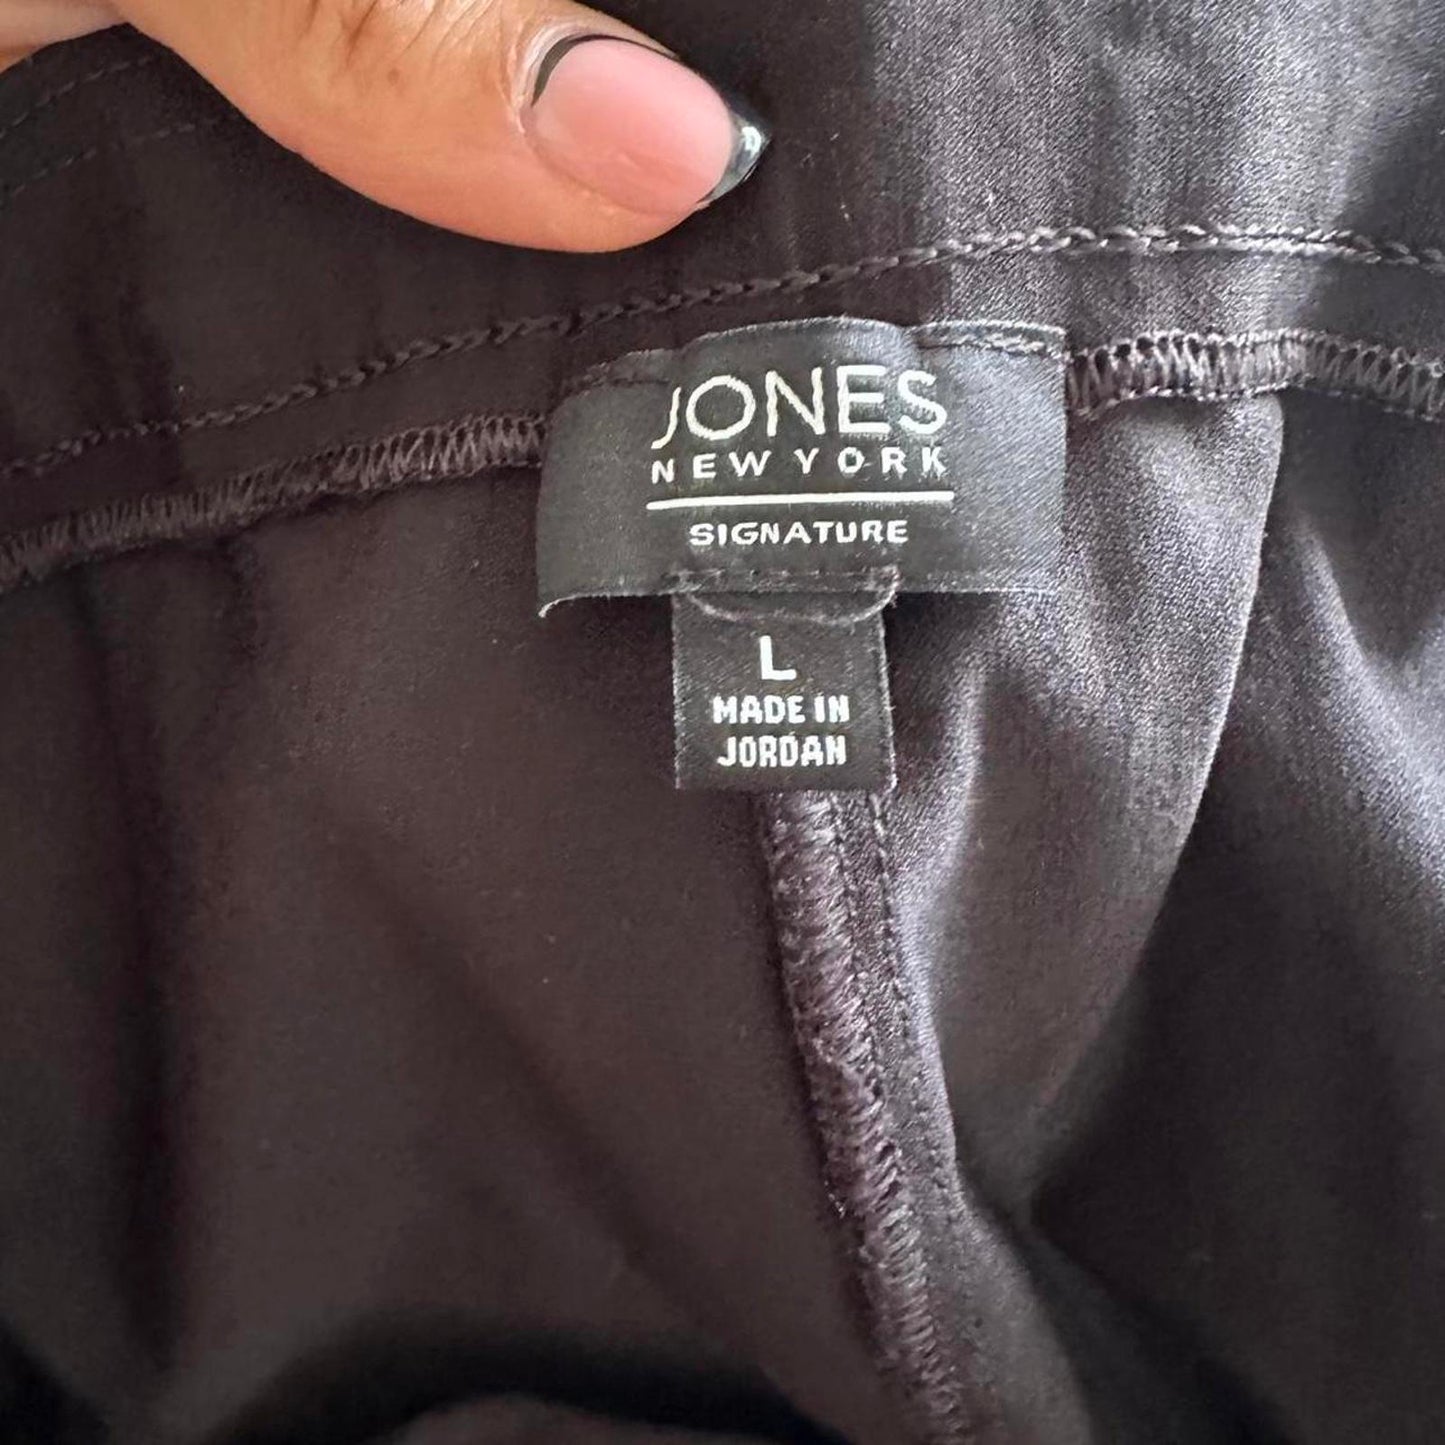 JONES
NEW YORK
SIGNATURE
L
MADE IN
JORDAN